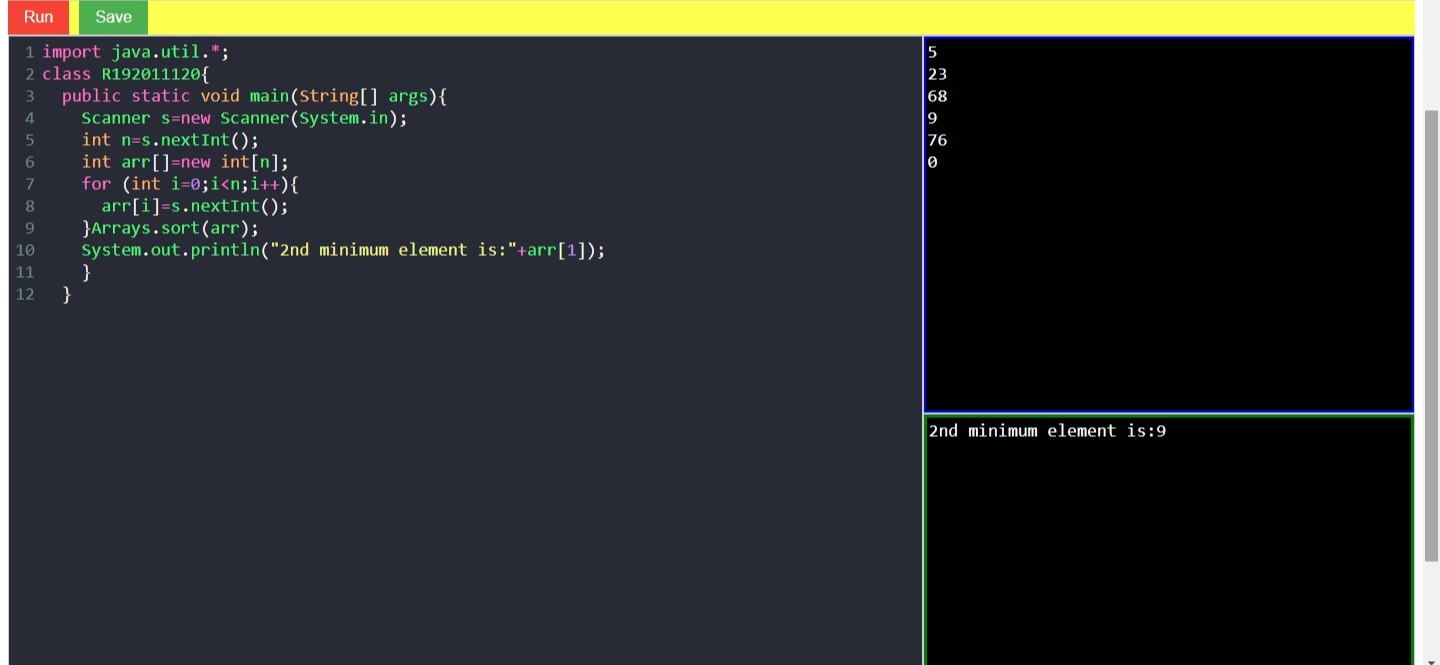 Run Save
1 import java.util.*;
2 class R192011120{
3   public static void main(String[] args){
4     Scanner s=new Scanner(System.in);
5     int n=s.nextInt();
6     int arr[]=new int[n];
7     for (int i=0;i<n;i++){
8       arr[i]=s.nextInt();
9     }Arrays.sort(arr);
10     System.out.println("2nd minimum element is:"+arr[1]);
11     }
12   }
5
23
68
9
76
0
2nd minimum element is:9